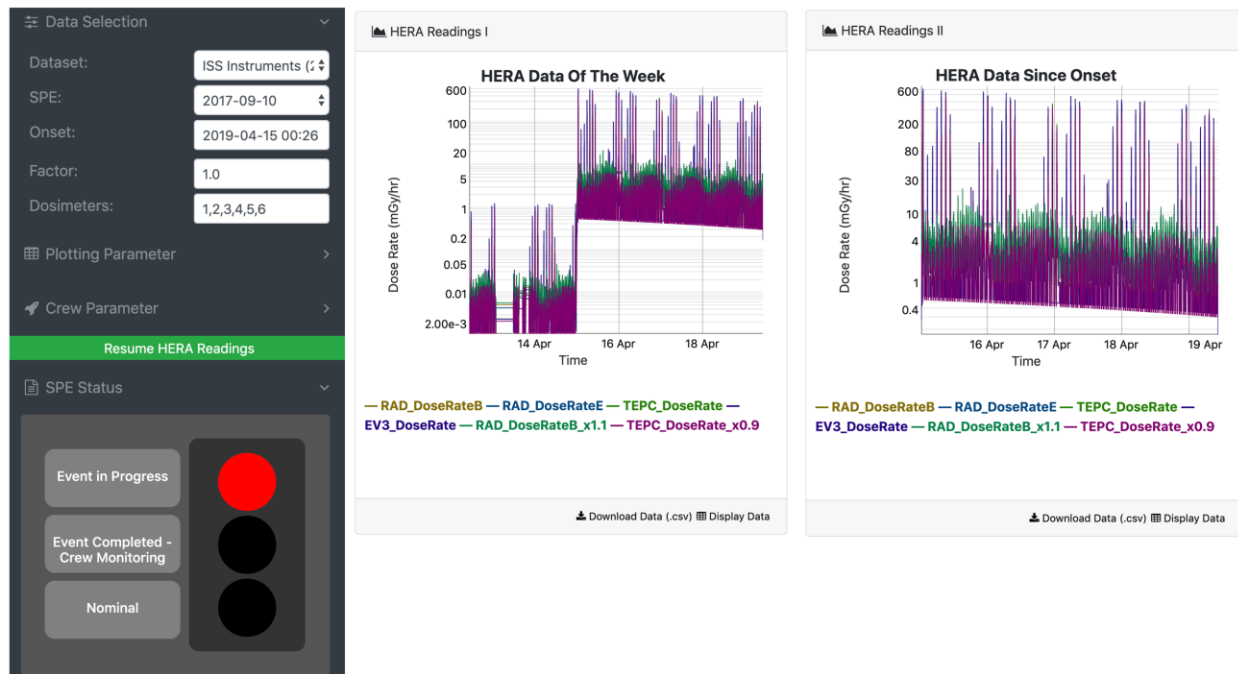 Data Selection
Dataset:
ISS Instruments (2
SPE:
2017-09-10
Onset:
2019-04-15 00:26
Factor:
1.0
Dosimeters:
1,2,3,4,5,6
Plotting Parameter
Crew Parameter
Resume HERA Readings
SPE Status
Event in Progress
Event Completed -
Crew Monitoring
Nominal
HERA Readings I
HERA Data Of The Week
600
100
20
5
1
0.2
0.05
0.01
2.00e-3
Dose Rate (mGy/hr)
14 Apr 16 Apr 18 Apr
Time
— RAD_DoseRateB — RAD_DoseRateE — TEPC_DoseRate —
EV3_DoseRate — RAD_DoseRateB_x1.1 — TEPC_DoseRate_x0.9
Download Data (.csv) Display Data
HERA Readings II
HERA Data Since Onset
600
200
80
30
10
4
1
0.4
Dose Rate (mGy/hr)
16 Apr 17 Apr 18 Apr 19 Apr
Time
— RAD_DoseRateB — RAD_DoseRateE — TEPC_DoseRate —
EV3_DoseRate — RAD_DoseRateB_x1.1 — TEPC_DoseRate_x0.9
Download Data (.csv) Display Data